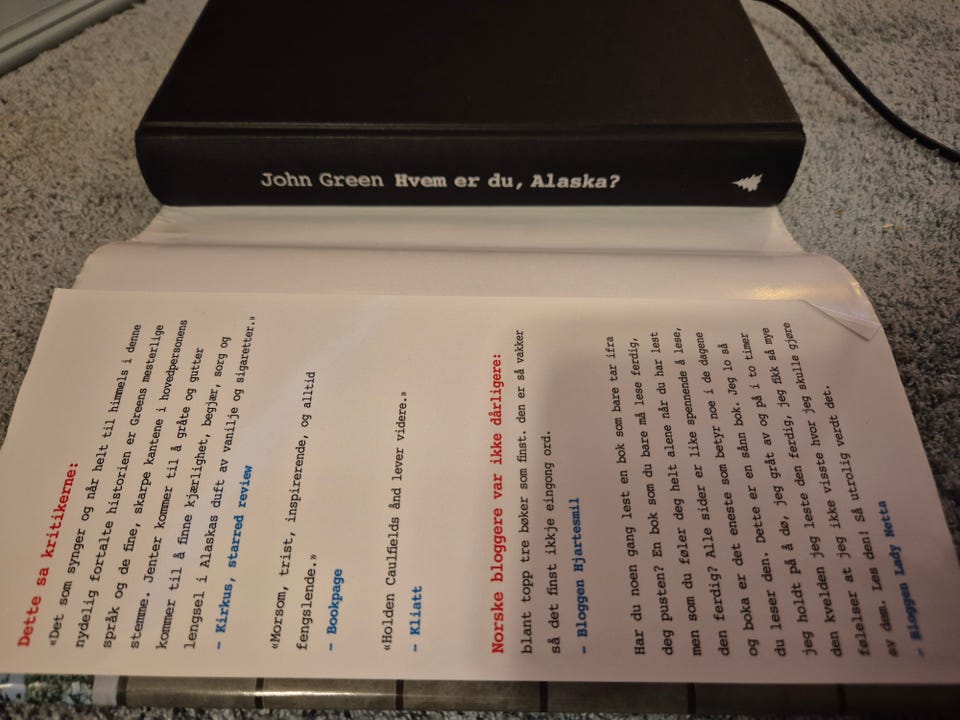 John Green Hvem er du, Alaska?
Dette sa kritikerne:
«Det som synger og når helt til himmels i denne
nydelig fortalte historien er Greens mesterlige
språk og de fine, skarpe kantene i hovedpersonens
stemme. Jenter kommer til å gråte og gutter
kommer til å finne kjærlighet, begjær, sorg og
lengsel i Alaskas duft av vanilje og sigaretter.»
– Kirkus, starred review
«Morsom, trist, inspirerende, og alltid
fengslende.»
– Bookpage
«Holden Caulfields ånd lever videre.»
– Kliatt
Norske bloggere var ikke dårligere:
blant topp tre bøker som finst. den er så vakker
så det finst ikkje eingong ord.
– Bloggen Hjartesmil
Har du noen gang lest en bok som bare tar ifra
deg pusten? En bok som du bare må lese ferdig,
men som du føler deg helt alene når du har lest
den ferdig? Alle sider er like spennende å lese,
og boka er det eneste som betyr noe i de dagene
du leser den. Dette er en sånn bok. Jeg lo så
jeg holdt på å dø, jeg gråt av og på i to timer
den kvelden jeg leste den ferdig, jeg fikk så mye
følelser at jeg ikke visste hvor jeg skulle gjøre
av dem. Les den! Så utrolig verdt det.
– Bloggen Lady Netta